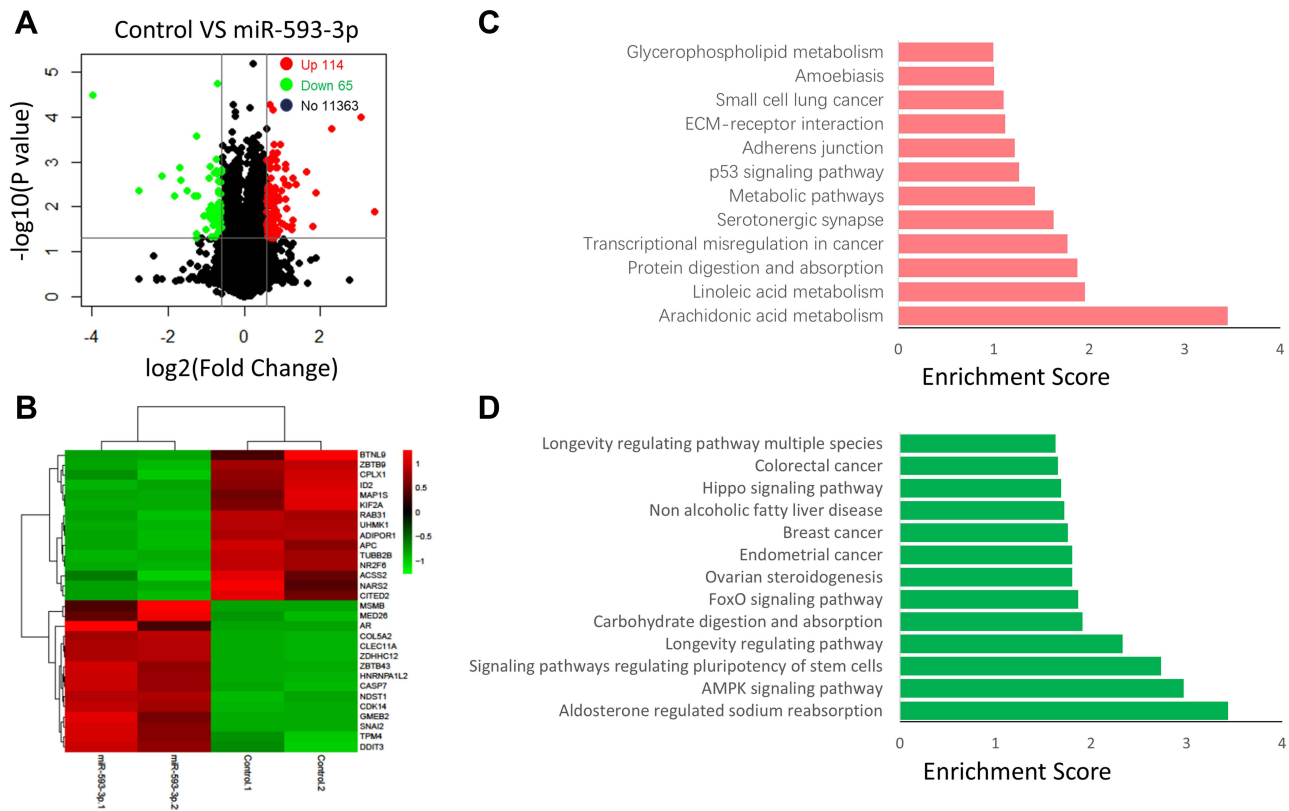 A
Control VS miR-593-3p
Up 114
Down 65
No 11363
-log10(P value)
5
4
3
2
1
0
-4
-2
0
2
log2(Fold Change)
B
BTNL9
ZBTB9
CPLX1
ID2
MAP1S
KIF2A
RAB31
UHMK1
ADIPOR1
APC
TUBB2B
NR2F6
ACSS2
NARS2
CITED2
MSMB
MED26
AR
COL5A2
CLEC11A
ZDHHC12
ZBTB43
HNRNPA1L2
CASP7
NDST1
CDK14
GMEB2
SNAI2
TPM4
DDIT3
1
0.5
0
−0.5
−1
miR-593-3p.1
miR-593-3p.2
Control.1
Control.2
C
Glycerophospholipid metabolism
Amoebiasis
Small cell lung cancer
ECM-receptor interaction
Adherens junction
p53 signaling pathway
Metabolic pathways
Serotonergic synapse
Transcriptional misregulation in cancer
Protein digestion and absorption
Linoleic acid metabolism
Arachidonic acid metabolism
0
1
2
3
4
Enrichment Score
D
Longevity regulating pathway multiple species
Colorectal cancer
Hippo signaling pathway
Non alcoholic fatty liver disease
Breast cancer
Endometrial cancer
Ovarian steroidogenesis
FoxO signaling pathway
Carbohydrate digestion and absorption
Longevity regulating pathway
Signaling pathways regulating pluripotency of stem cells
AMPK signaling pathway
Aldosterone regulated sodium reabsorption
0
1
2
3
4
Enrichment Score